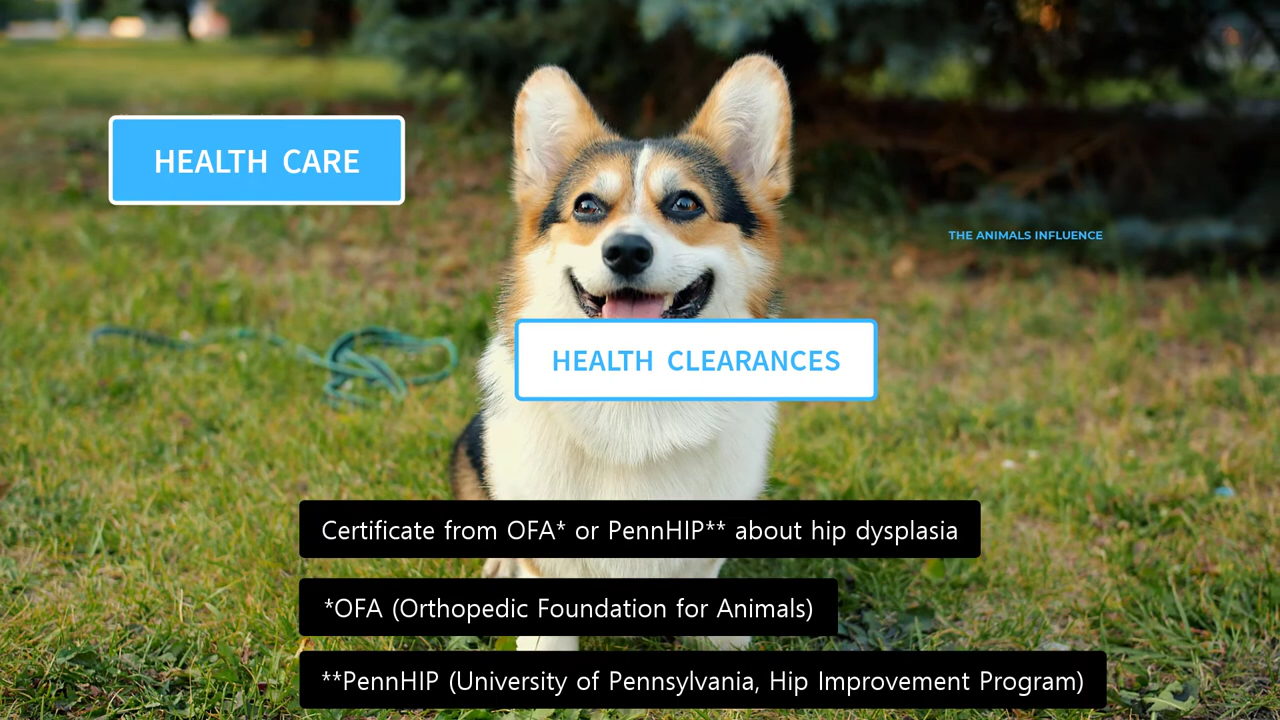 HEALTH CARE
THE ANIMALS INFLUENCE
HEALTH CLEARANCES
Certificate from OFA* or PennHIP** about hip dysplasia
*OFA (Orthopedic Foundation for Animals)
**PennHIP (University of Pennsylvania, Hip Improvement Program)